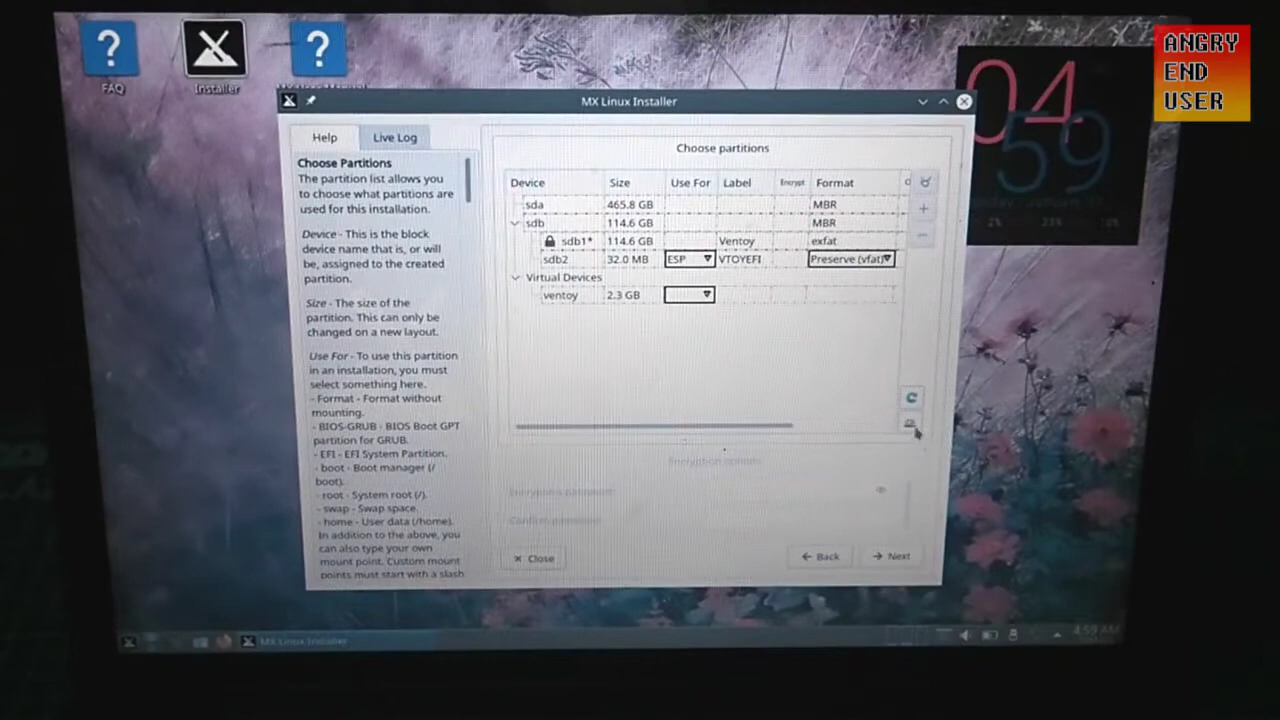 FAQ
Installer
ANGRY
END
USER
04
59
MX Linux Installer
Help
Live Log
Choose Partitions
The partition list allows you
to choose what partitions are
used for this installation.
Device - This is the block
device name that is, or will
be, assigned to the created
partition.
Size - The size of the
partition. This can only be
changed on a new layout.
Use For - To use this partition
in an installation, you must
select something here.
- Format - Format without
mounting.
- BIOS-GRUB - BIOS Boot GPT
partition for GRUB.
- EFI - EFI System Partition.
- boot - Boot manager (/
boot).
- root - System root (/).
- swap - Swap space.
- home - User data (/home).
In addition to the above, you
can also type your own
mount point. Custom mount
points must start with a slash
Choose partitions
Device Size Use For Label Encrypt Format
sda 465.8 GB MBR
sdb 114.6 GB MBR
sdb1* 114.6 GB Ventoy exfat
sdb2 32.0 MB ESP VTOYEFI Preserve (vfat)
Virtual Devices
ventoy 2.3 GB
Encryption options
Encryption password:
Confirm password:
Close
Back
Next
MX Linux Installer
4:59 AM